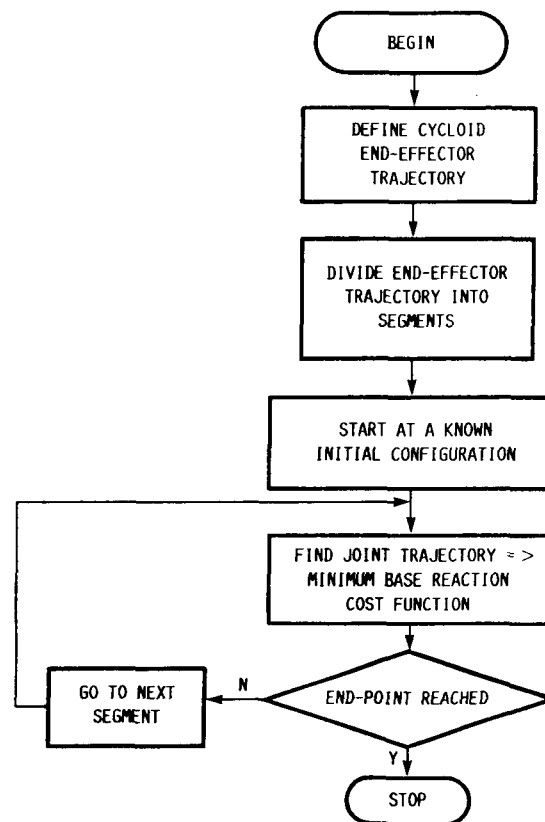 BEGIN
DEFINE CYCLOID
END-EFFECTOR
TRAJECTORY
DIVIDE END-EFFECTOR
TRAJECTORY INTO
SEGMENTS
START AT A KNOWN
INITIAL CONFIGURATION
FIND JOINT TRAJECTORY = >
MINIMUM BASE REACTION
COST FUNCTION
END-POINT REACHED
N
GO TO NEXT
SEGMENT
Y
STOP